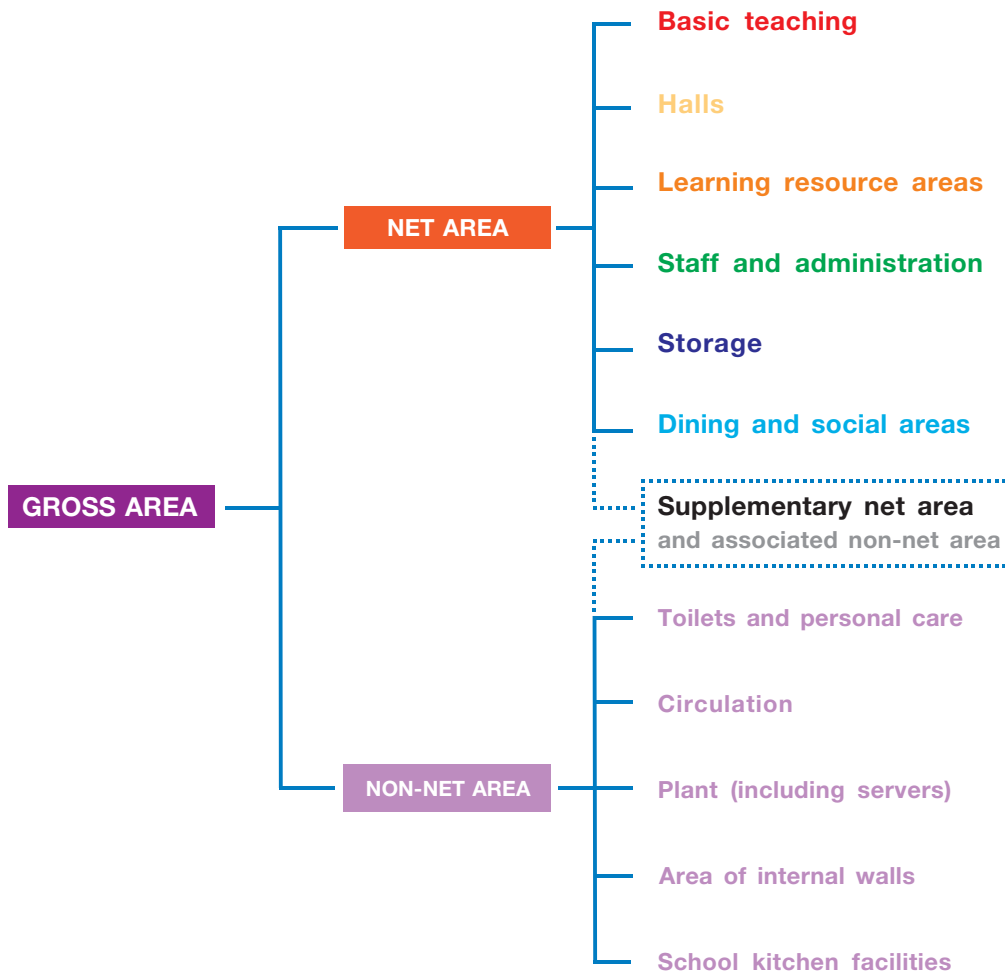 Basic teaching
Halls
Learning resource areas
NET AREA
Staff and administration
Storage
Dining and social areas
GROSS AREA
Supplementary net area
and associated non-net area
Toilets and personal care
Circulation
NON-NET AREA
Plant (including servers)
Area of internal walls
School kitchen facilities